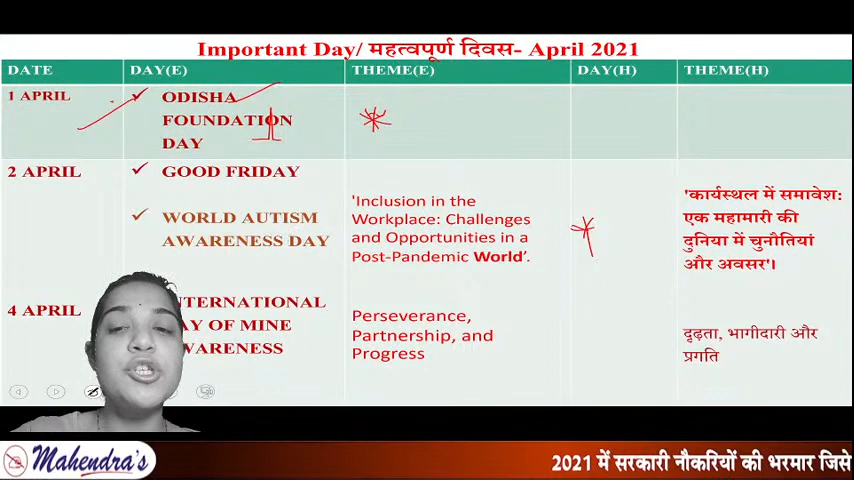 Important Day/ महत्वपूर्ण दिवस- April 2021
DATE DAY(E) THEME(E) DAY(H) THEME(H)
1 APRIL ODISHA
FOUNDATION
DAY
2 APRIL GOOD FRIDAY
WORLD AUTISM
AWARENESS DAY
'Inclusion in the
Workplace: Challenges
and Opportunities in a
Post-Pandemic World'.
'कार्यस्थल में समावेश:
एक महामारी की
दुनिया में चुनौतियां
और अवसर'।
4 APRIL
NTERNATIONAL
AY OF MINE
WARENESS
Perseverance,
Partnership, and
Progress
दृढ़ता, भागीदारी और
प्रगति
Mahendra's
2021 में सरकारी नौकरियों की भरमार जिसे